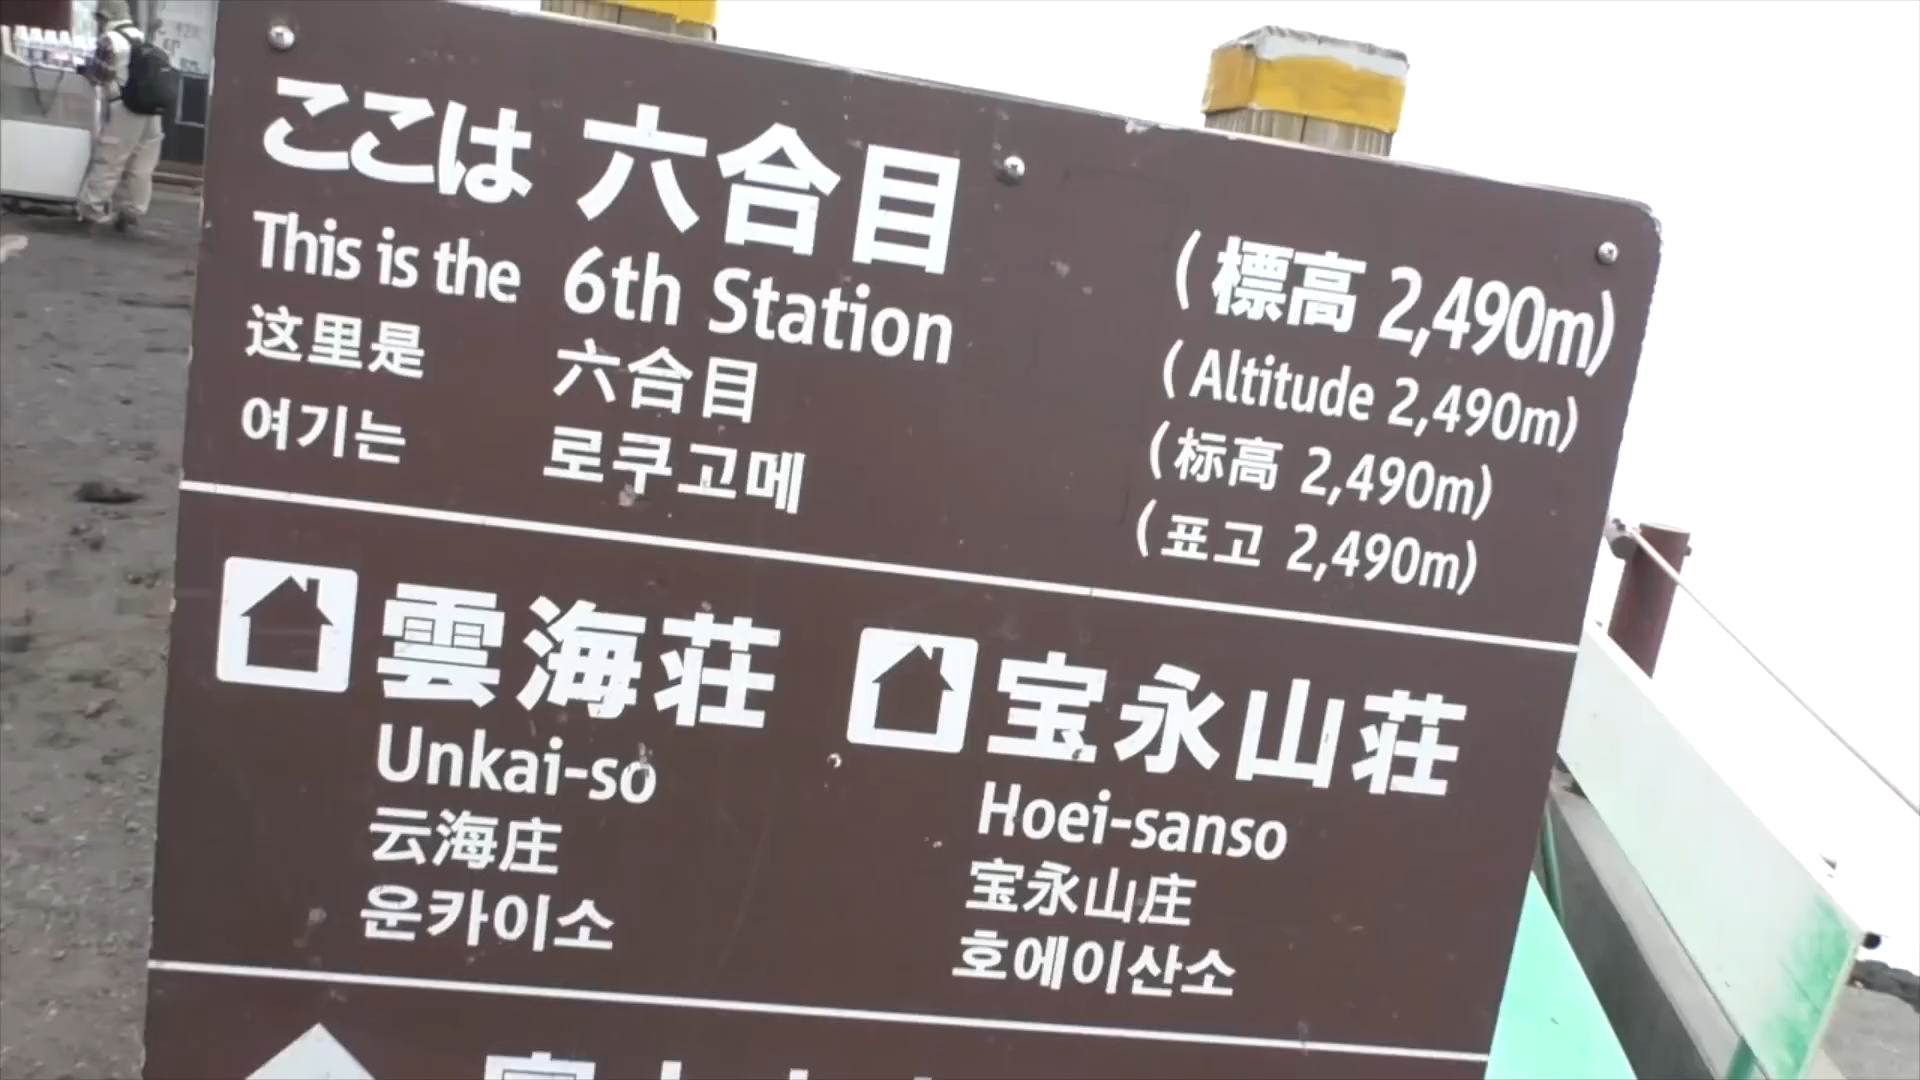 ここは 六合目 (標高 2,490m)
This is the 6th Station (Altitude 2,490m)
这里是 六合目 (标高 2,490m)
여기는 로쿠고메 (표고 2,490m)
雲海荘
Unkai-so
云海庄
운카이소
宝永山荘
Hoei-sanso
宝永山庄
호에이산소